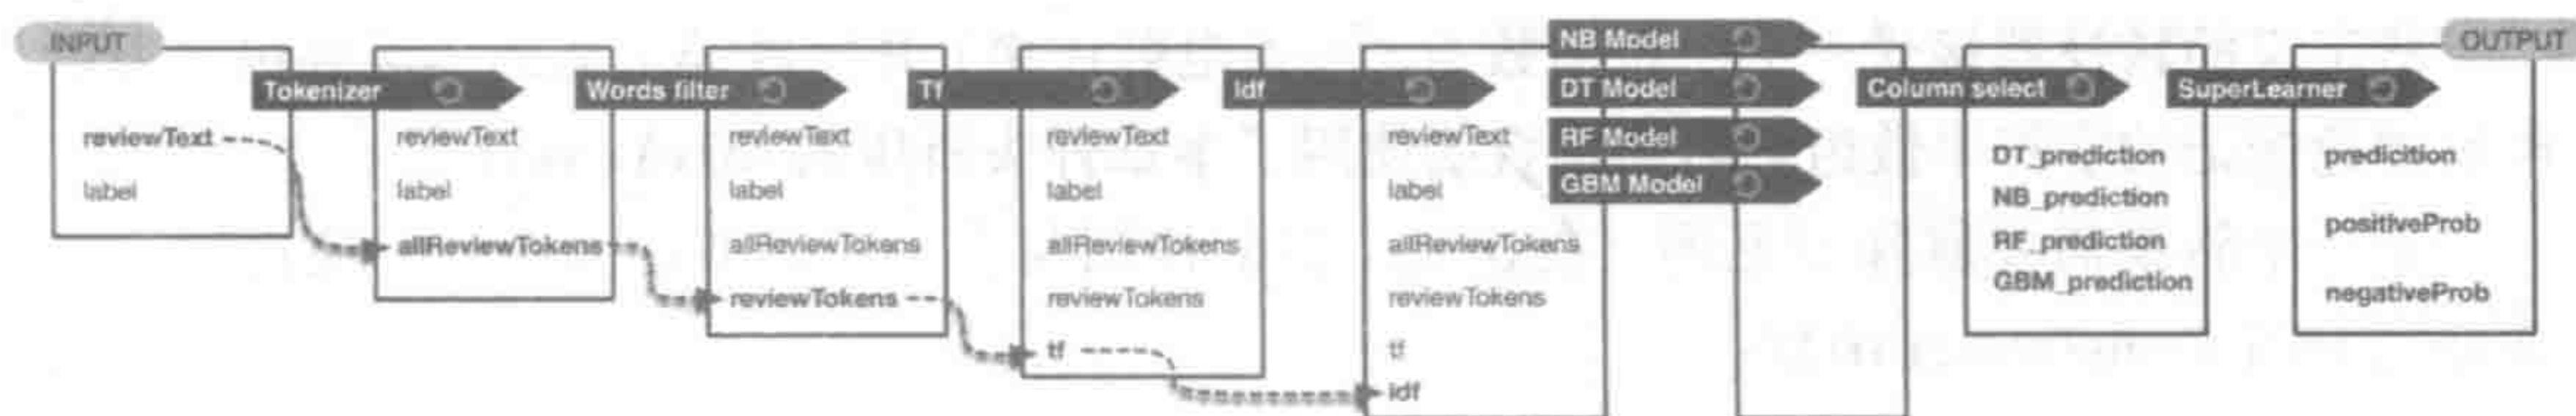 INPUT
reviewText
label
Tokenizer
reviewText
label
allReviewTokens
Words filter
reviewText
label
allReviewTokens
reviewTokens
Tf
reviewText
label
allReviewTokens
reviewTokens
tf
Idf
reviewText
label
allReviewTokens
reviewTokens
tf
idf
NB Model
DT Model
RF Model
GBM Model
Column select
DT_prediction
NB_prediction
RF_prediction
GBM_prediction
SuperLearner
OUTPUT
predicition
positiveProb
negativeProb